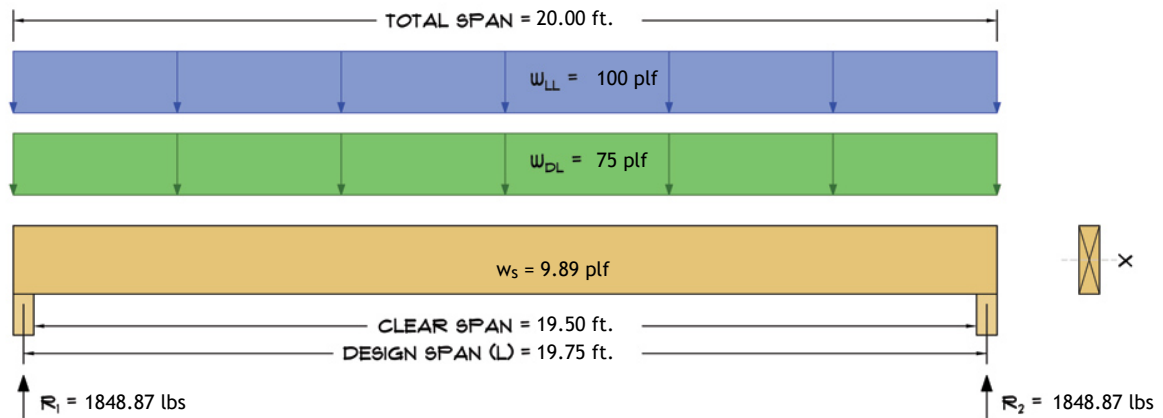 TOTAL SPAN = 20.00 ft.
WLL = 100 plf
WDL = 75 plf
ws = 9.89 plf
X
CLEAR SPAN = 19.50 ft.
DESIGN SPAN (L) = 19.75 ft.
R1 = 1848.87 lbs
R2 = 1848.87 lbs